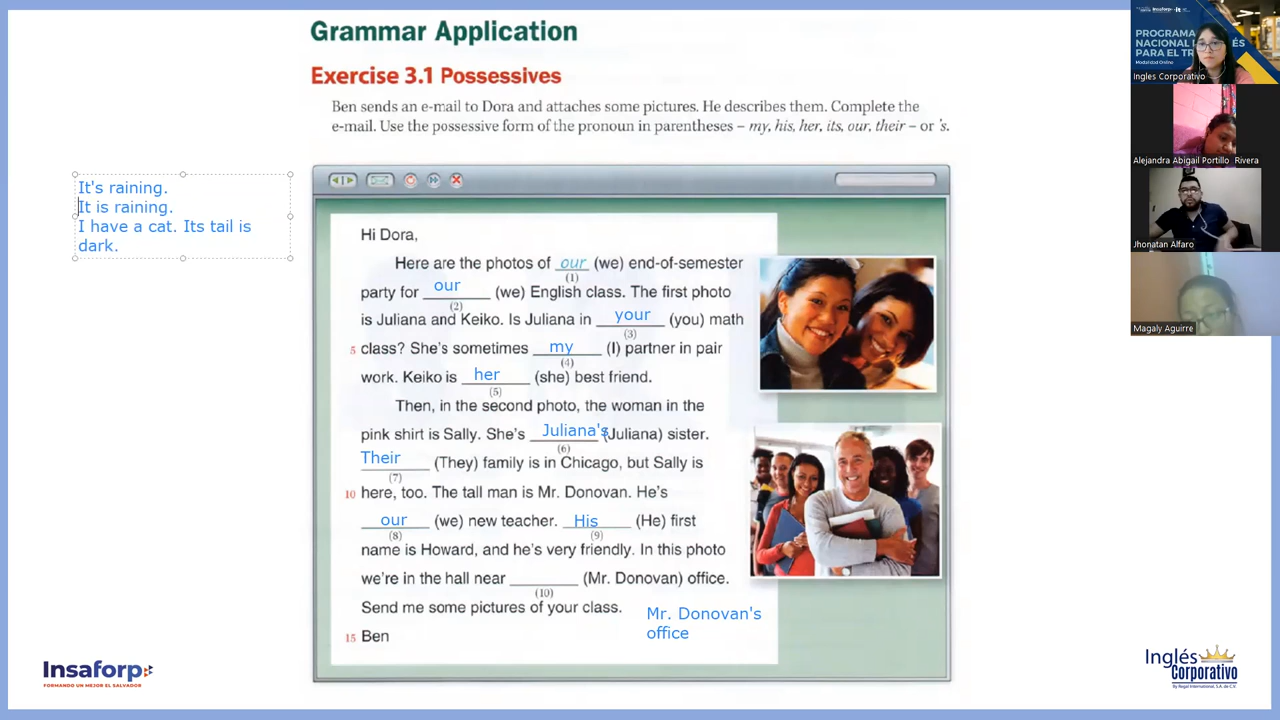 Grammar Application
Exercise 3.1 Possessives
Ben sends an e-mail to Dora and attaches some pictures. He describes them. Complete the
e-mail. Use the possessive form of the pronoun in parentheses – my, his, her, its, our, their – or 's.
It's raining.
It is raining.
I have a cat. Its tail is
dark.
Hi Dora,
Here are the photos of our (we) end-of-semester
(1)
party for our (we) English class. The first photo
(2)
is Juliana and Keiko. Is Juliana in your (you) math
(3)
5 class? She's sometimes my (I) partner in pair
(4)
work. Keiko is her (she) best friend.
(5)
Then, in the second photo, the woman in the
pink shirt is Sally. She's Juliana's (Juliana) sister.
(6)
Their (They) family is in Chicago, but Sally is
(7)
10 here, too. The tall man is Mr. Donovan. He's
our (we) new teacher. His (He) first
(8) (9)
name is Howard, and he's very friendly. In this photo
we're in the hall near ________ (Mr. Donovan) office.
(10)
Send me some pictures of your class.
Mr. Donovan's
office
15 Ben
Insaforp
FORMANDO UN MEJOR EL SALVADOR
Inglés
Corporativo
By Regal International, S.A. de C.V.
PROGRAMA
NACIONAL
ÉS
PARA EL TR
Modalidad Online
Ingles Corporativo
Alejandra Abigail Portillo Rivera
Jhonatan Alfaro
Magaly Aguirre